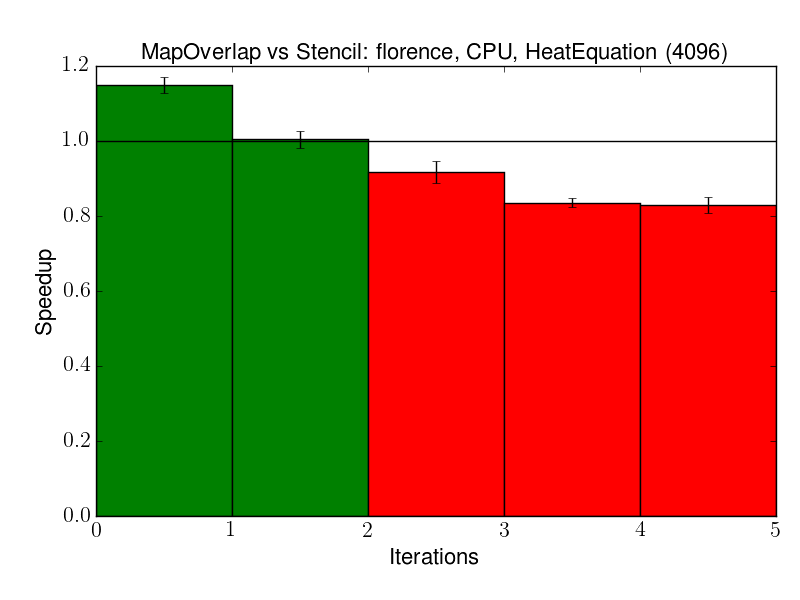 MapOverlap vs Stencil: florence, CPU, HeatEquation (4096)
1.2
1.0
0.8
0.6
0.4
0.2
0.0
Speedup
0 1 2 3 4 5
Iterations